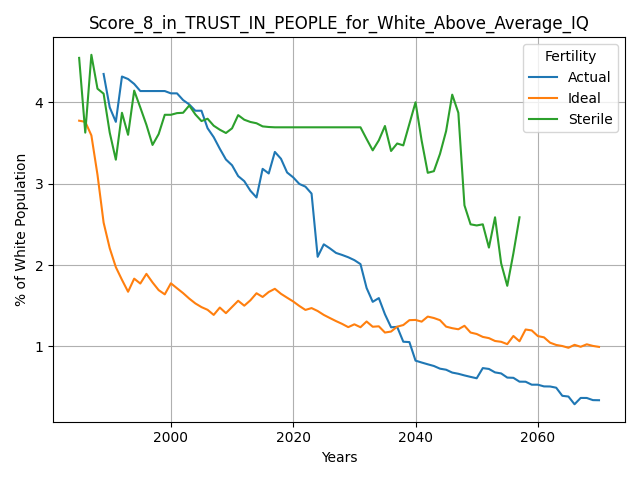 Score_8_in_TRUST_IN_PEOPLE_for_White_Above_Average_IQ
Fertility
Actual
Ideal
Sterile
% of White Population
4
3
2
1
2000 2020 2040 2060
Years